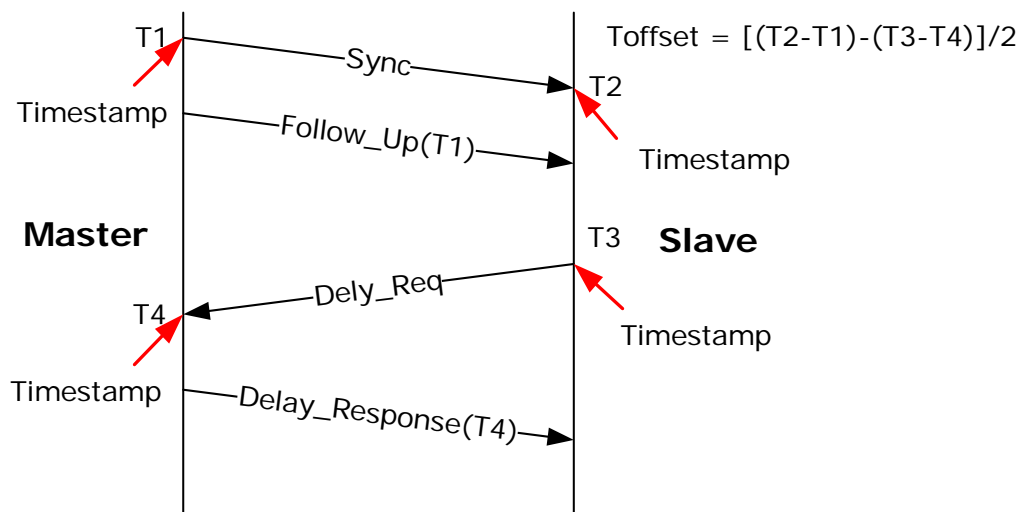 T1
Toffset = [(T2-T1)-(T3-T4)]/2
Sync
T2
Timestamp
Follow_Up(T1)
Timestamp
Master
T3
Slave
Dely_Req
T4
Timestamp
Timestamp
Delay_Response(T4)